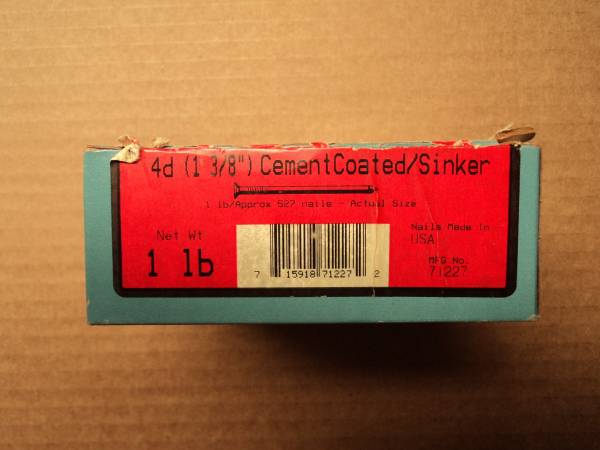 4d (1 3/8") CementCoated/Sinker
1 lb/Approx 527 nails - Actual Size
Net Wt
1 lb
7 15918 71227 2
Nails Made In
USA
MFG No.
71227